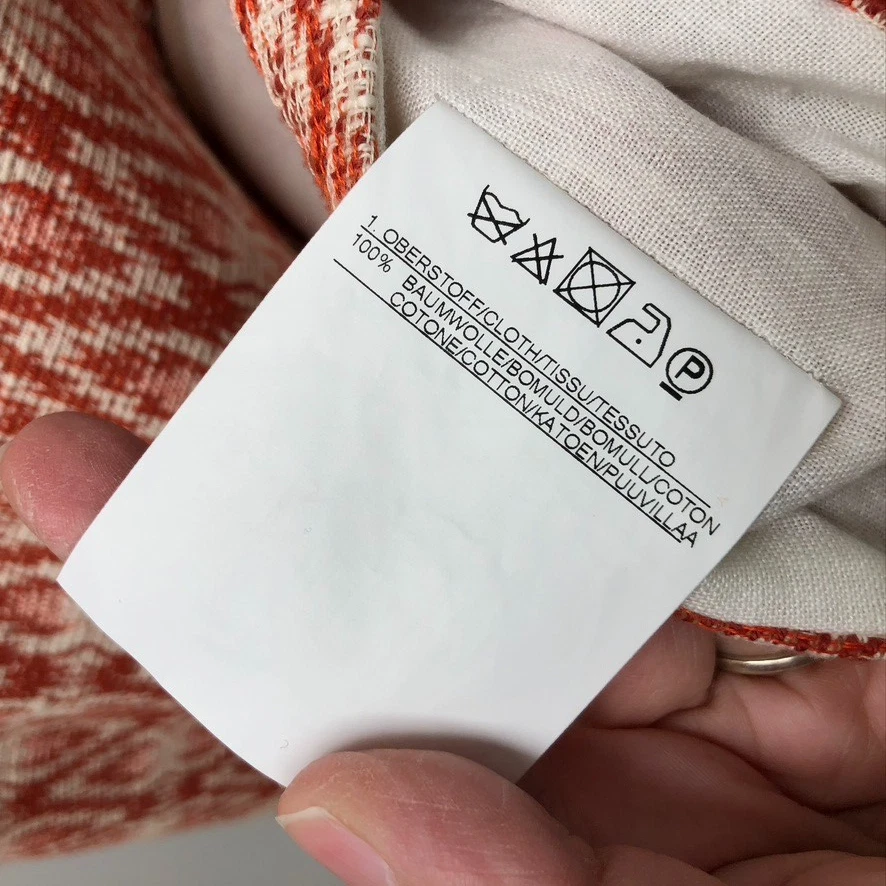 P
1. OBERSTOFF/CLOTH/TISSU/TESSUTO
100% BAUMWOLLE/BOMULD/BOMULL/COTON
COTONE/COTTON/KATOEN/PUUVILLAA